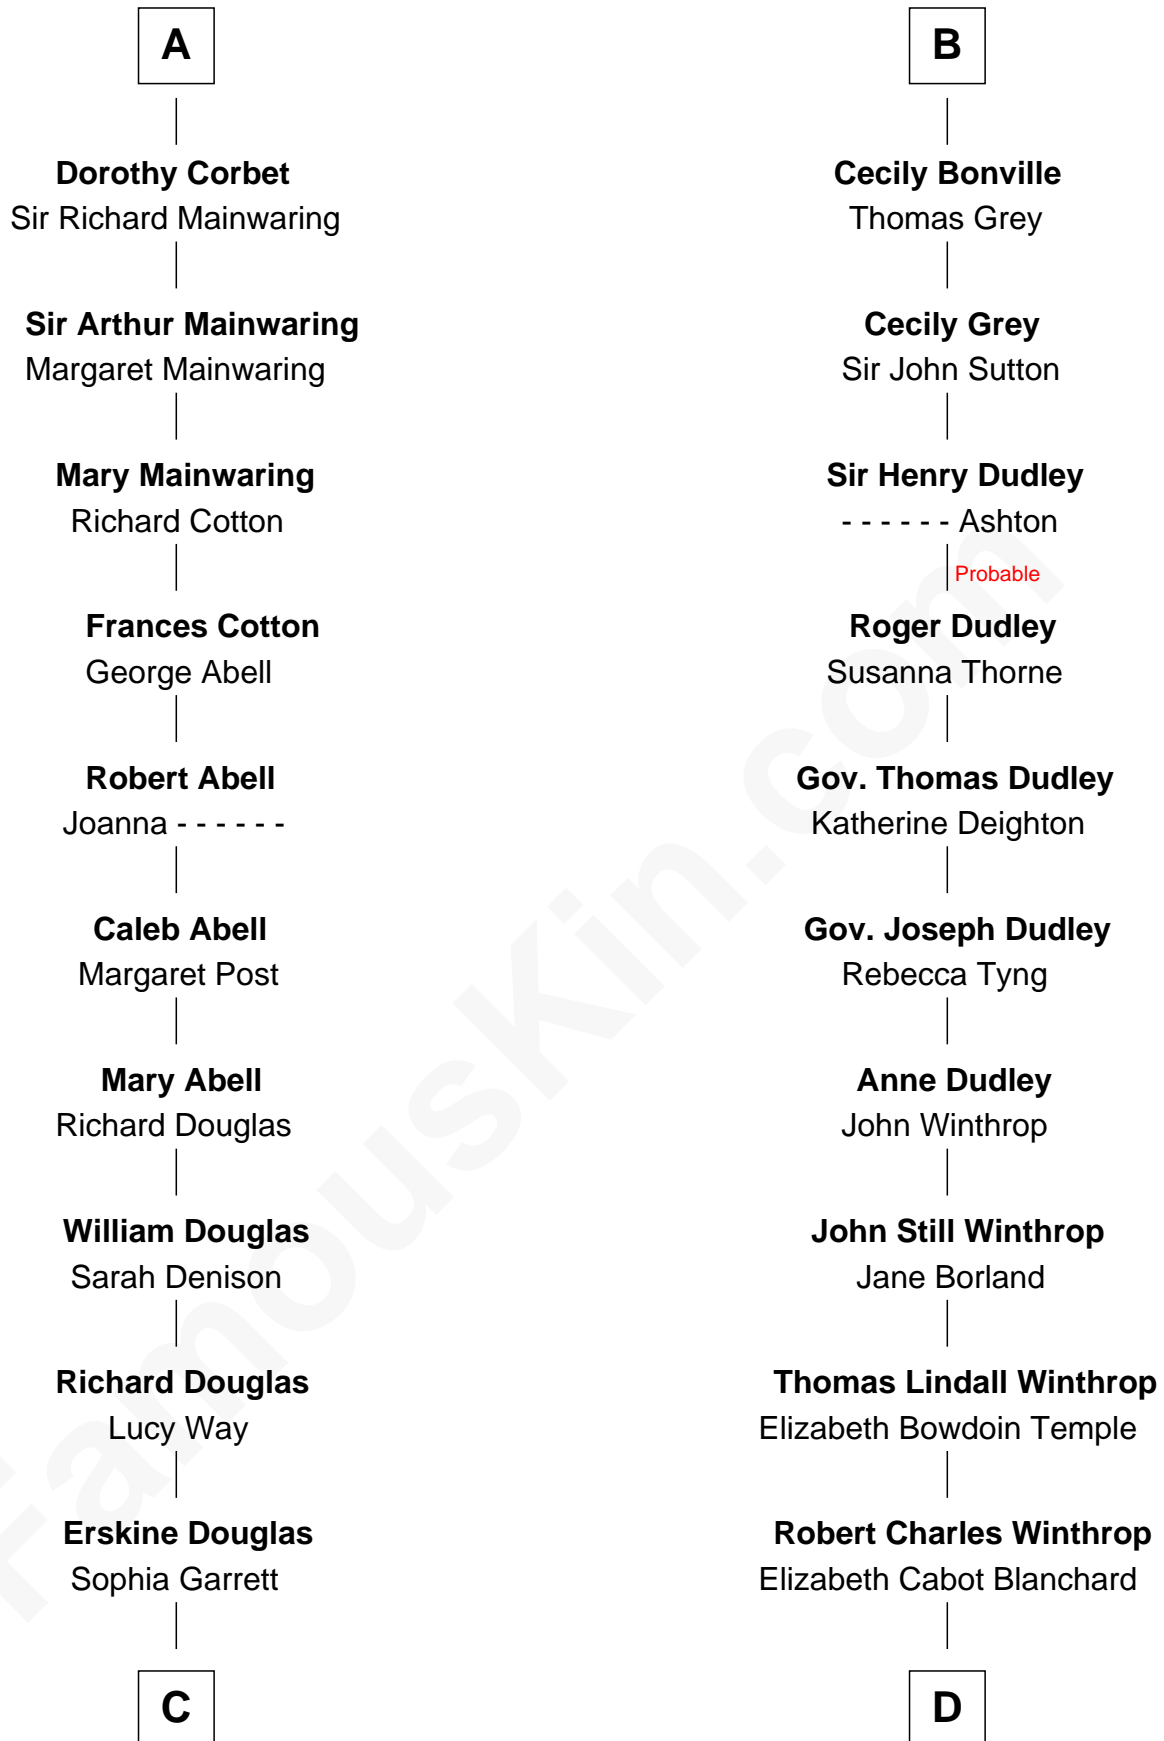 A
Dorothy Corbet
Sir Richard Mainwaring
Sir Arthur Mainwaring
Margaret Mainwaring
Mary Mainwaring
Richard Cotton
Frances Cotton
George Abell
Robert Abell
Joanna - - - - - -
Caleb Abell
Margaret Post
Mary Abell
Richard Douglas
William Douglas
Sarah Denison
Richard Douglas
Lucy Way
Erskine Douglas
Sophia Garrett
C
B
Cecily Bonville
Thomas Grey
Cecily Grey
Sir John Sutton
Sir Henry Dudley
- - - - - - Ashton
Probable
Roger Dudley
Susanna Thorne
Gov. Thomas Dudley
Katherine Deighton
Gov. Joseph Dudley
Rebecca Tyng
Anne Dudley
John Winthrop
John Still Winthrop
Jane Borland
Thomas Lindall Winthrop
Elizabeth Bowdoin Temple
Robert Charles Winthrop
Elizabeth Cabot Blanchard
D
FamousKin.com